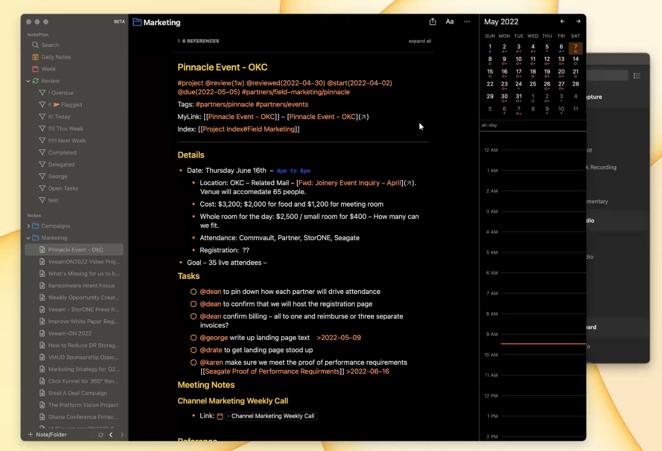 BETA
NotePlan
Search
Daily Notes
Week
Review
! Overdue
!! Flagged
!!! Today
!!!! This Week
!!!!! Next Week
Completed
Delegated
George
Open Tasks
test
Notes
Campaigns
Marketing
Pinnacle Event - OKC
VeeamON2022 Video Proj...
What's Missing for us to b...
Ransomware Intent Focus
Weekly Opportunity Creat...
Veeam - StorONE Press R...
Improve White Paper Regi...
Veeam-ON 2022
How to Reduce DR Storag...
VMUG Sponsorship Oppo...
Marketing Strategy for Q2...
Click Funnel for 360° Ran...
Steal A Deal Campaign
The Platform Vision Project
Ghana Conference Fintec...
+ Note/Folder
Marketing
Aa
6 REFERENCES
expand all
Pinnacle Event - OKC
#project @review(1w) @reviewed(2022-04-30) @start(2022-04-02)
@due(2022-05-05) #partners/field-marketing/pinnacle
Tags: #partners/pinnacle #partners/events
MyLink: [[Pinnacle Event - OKC]] – [Pinnacle Event - OKC](↗)
Index: [[Project Index#Field Marketing]]
Details
Date: Thursday June 16th – 4pm to 8pm
Location: OKC – Related Mail – [Fwd: Joinery Event Inquiry – April](↗).
Venue will accomodate 65 people.
Cost: $3,200; $2,000 for food and $1,200 for meeting room
Whole room for the day: $2,500 / small room for $400 – How many can
we fit.
Attendance: Commvault, Partner, StorONE, Seagate
Registration: ??
Goal – 35 live attendees –
Tasks
@dean to pin down how each partner will drive attendance
@dean to confirm that we will host the registration page
@dean confirm billing – all to one and reimburse or three separate
invoices?
@george write up landing page text >2022-05-09
@drate to get landing page stood up
@karen make sure we meet the proof of performance requirements
[[Seagate Proof of Performance Requirments]] >2022-06-16
Meeting Notes
Channel Marketing Weekly Call
Link: - Channel Marketing Weekly Call
Reference
May 2022
SUN MON TUE WED THU FRI SAT
1 2 3 4 5 6 7
8 9 10 11 12 13 14
15 16 17 18 19 20 21
22 23 24 25 26 27 28
29 30 31 1 2 3 4
5 6 7 8 9 10 11
all-day
12 AM
1 AM
2 AM
3 AM
4 AM
5 AM
6 AM
7 AM
8 AM
9 AM
10 AM
11 AM
12 PM
1 PM
2 PM
pture
Recording
mentary
dio
dio
ard